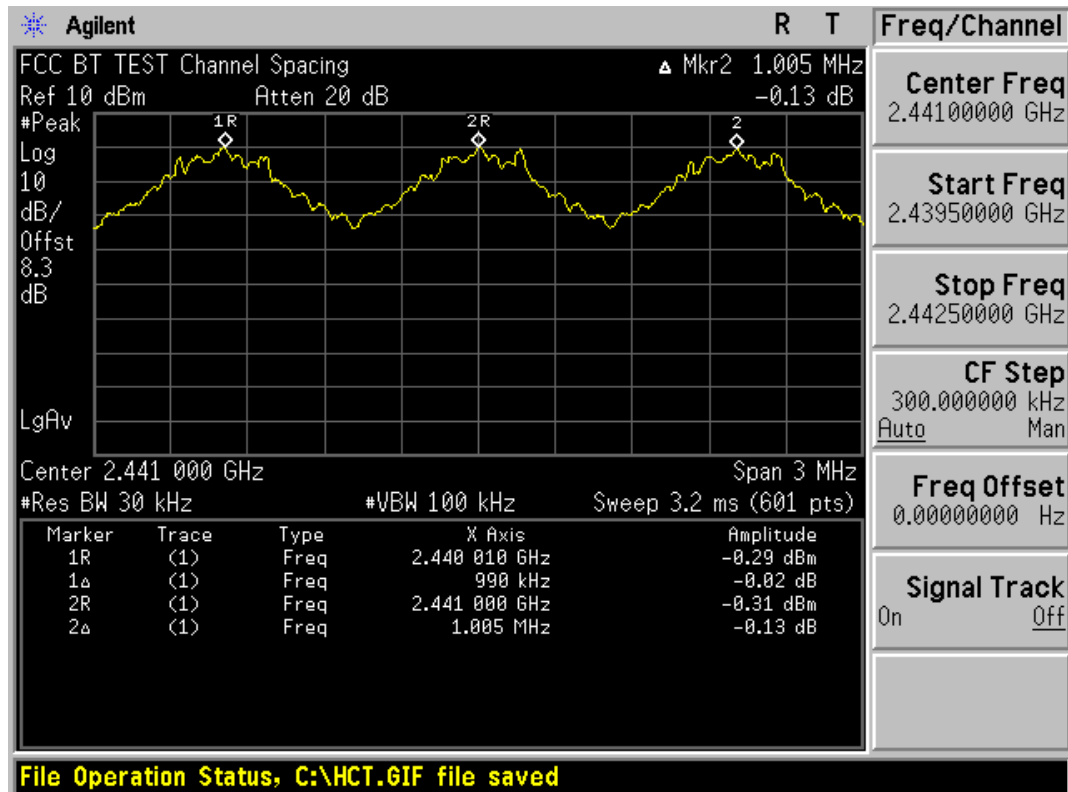 Agilent
R T
Freq/Channel
FCC BT TEST Channel Spacing
Δ Mkr2 1.005 MHz
Ref 10 dBm Atten 20 dB -0.13 dB
#Peak
Log
10
dB/
Offst
8.3
dB
LgAv
1R
2R
2
Center 2.441 000 GHz Span 3 MHz
#Res BW 30 kHz #VBW 100 kHz Sweep 3.2 ms (601 pts)
Marker Trace Type X Axis Amplitude
1R (1) Freq 2.440 010 GHz -0.29 dBm
1Δ (1) Freq 990 kHz -0.02 dB
2R (1) Freq 2.441 000 GHz -0.31 dBm
2Δ (1) Freq 1.005 MHz -0.13 dB
Center Freq
2.44100000 GHz
Start Freq
2.43950000 GHz
Stop Freq
2.44250000 GHz
CF Step
300.000000 kHz
Auto Man
Freq Offset
0.00000000 Hz
Signal Track
On Off
File Operation Status, C:\HCT.GIF file saved